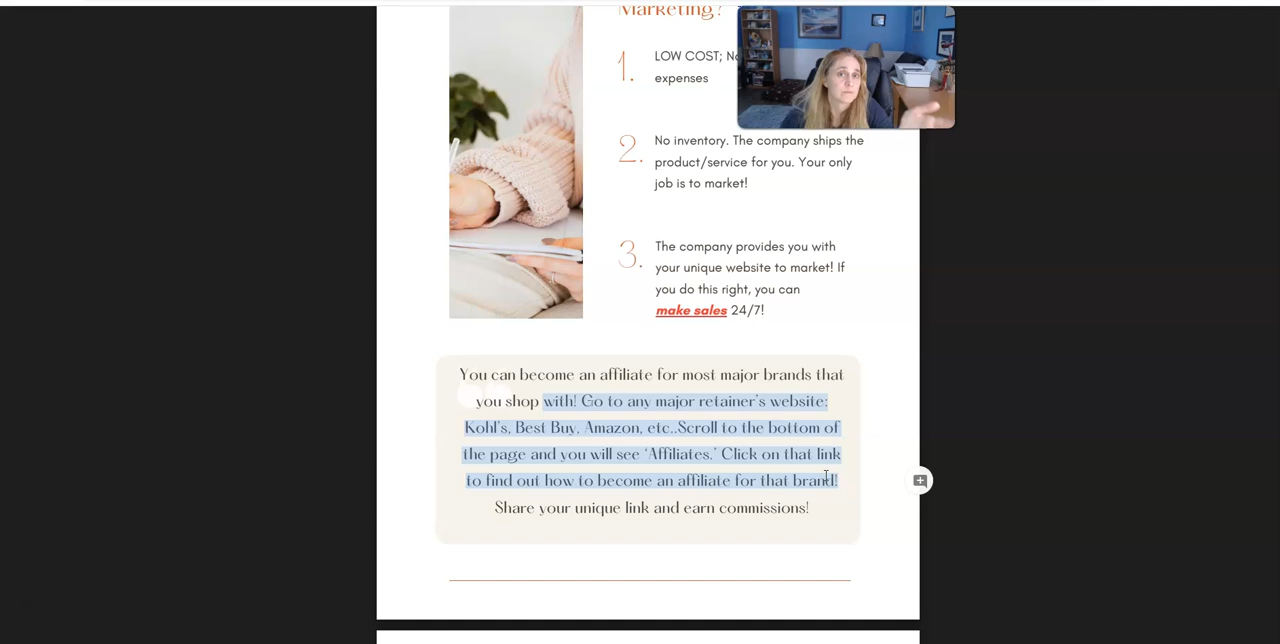 Marketing?
1. LOW COST; No
expenses
2. No inventory. The company ships the
product/service for you. Your only
job is to market!
3. The company provides you with
your unique website to market! If
you do this right, you can
make sales 24/7!
You can become an affiliate for most major brands that
you shop with! Go to any major retainer's website:
Kohl's, Best Buy, Amazon, etc..Scroll to the bottom of
the page and you will see 'Affiliates.' Click on that link
to find out how to become an affiliate for that brand!
Share your unique link and earn commissions!